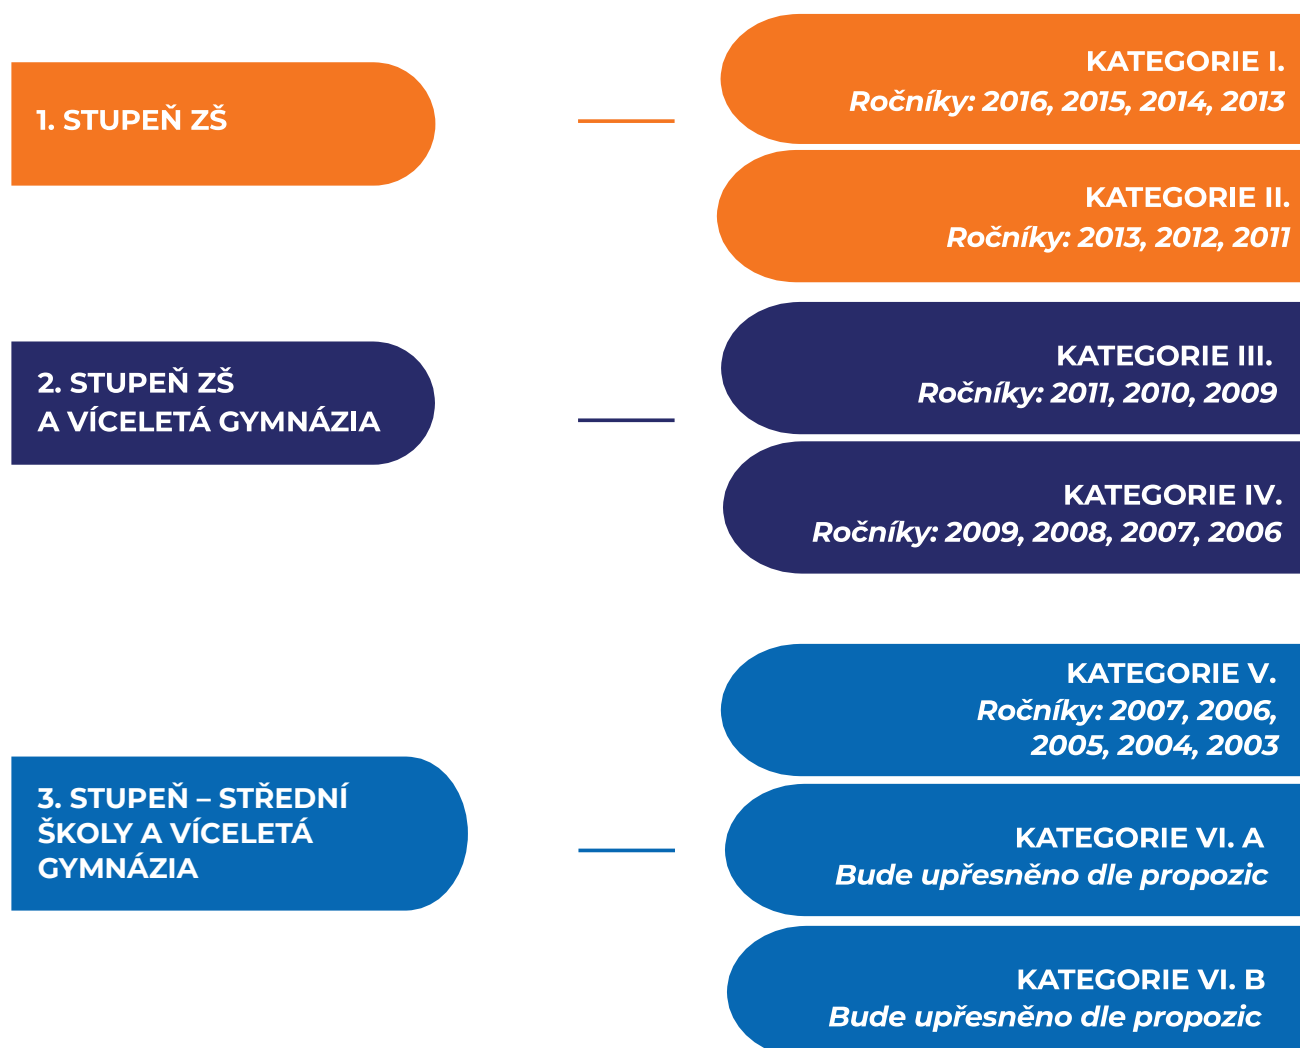 1. STUPEŇ ZŠ
KATEGORIE I.
Ročníky: 2016, 2015, 2014, 2013
KATEGORIE II.
Ročníky: 2013, 2012, 2011
2. STUPEŇ ZŠ
A VÍCELETÁ GYMNÁZIA
KATEGORIE III.
Ročníky: 2011, 2010, 2009
KATEGORIE IV.
Ročníky: 2009, 2008, 2007, 2006
3. STUPEŇ – STŘEDNÍ
ŠKOLY A VÍCELETÁ
GYMNÁZIA
KATEGORIE V.
Ročníky: 2007, 2006,
2005, 2004, 2003
KATEGORIE VI. A
Bude upřesněno dle propozic
KATEGORIE VI. B
Bude upřesněno dle propozic